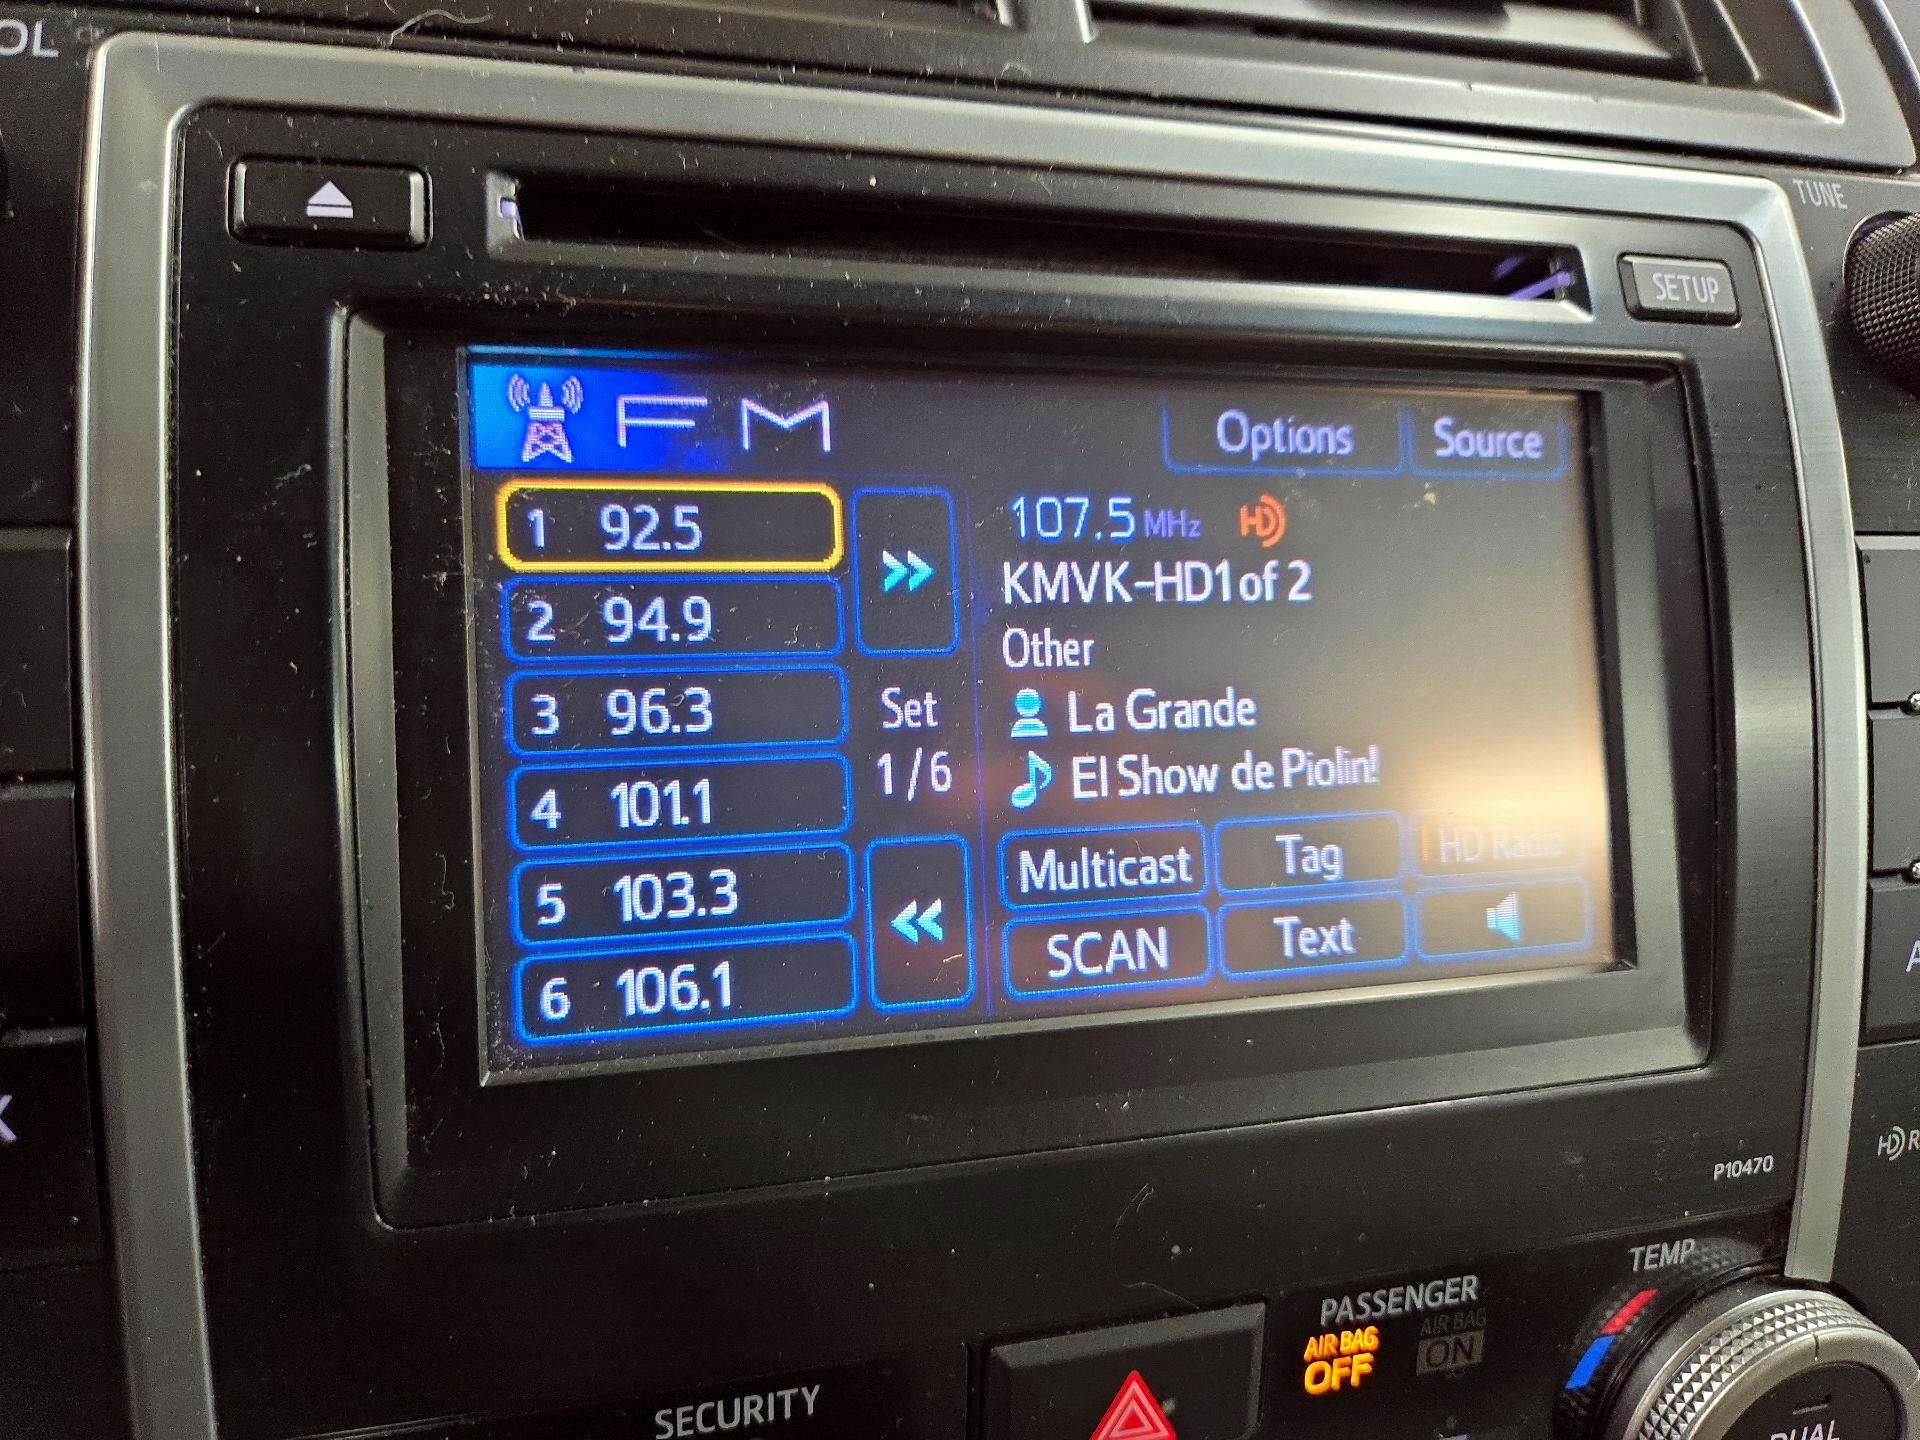 OL
TUNE
SETUP
FM
Options
Source
1 92.5
2 94.9
3 96.3
4 101.1
5 103.3
6 106.1
Set
1/6
107.5 MHz HD
KMVK-HD1 of 2
Other
La Grande
El Show de Piolin!
Multicast
Tag
HD Radio
SCAN
Text
P10470
TEMP
PASSENGER
AIR BAG
OFF
AIR BAG
ON
SECURITY
DUAL